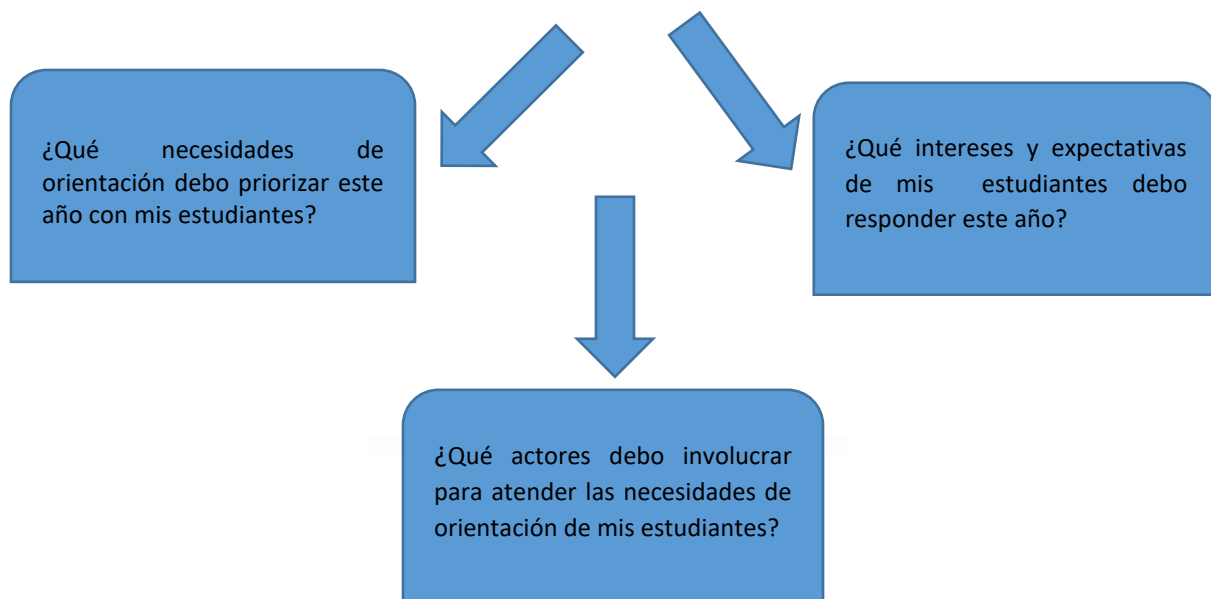 ¿Qué necesidades de
orientación debo priorizar este
año con mis estudiantes?
¿Qué intereses y expectativas
de mis estudiantes debo
responder este año?
¿Qué actores debo involucrar
para atender las necesidades de
orientación de mis estudiantes?